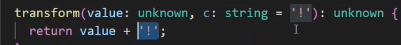 transform(value: unknown, c: string = '!'): unknown {
return value + '!';